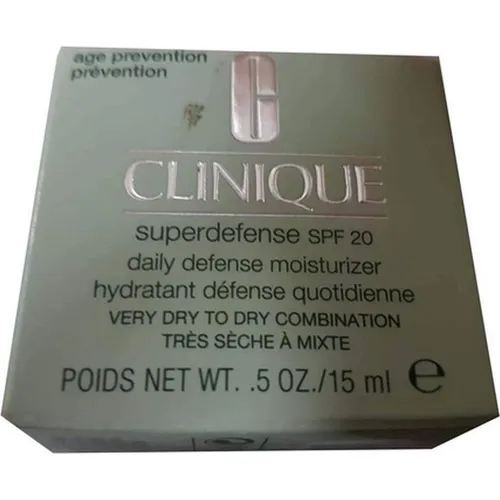 age prevention
prévention
C
CLINIQUE
superdefense SPF 20
daily defense moisturizer
hydratant défense quotidienne
VERY DRY TO DRY COMBINATION
TRÈS SÈCHE À MIXTE
POIDS NET WT. .5 OZ./15 ml ℮